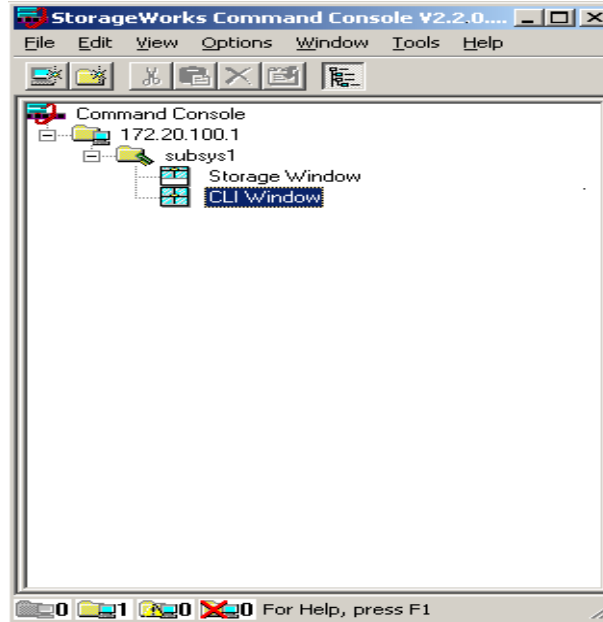 StorageWorks Command Console V2.2.0....
File Edit View Options Window Tools Help
Command Console
172.20.100.1
subsys1
Storage Window
CLI Window
0 1 0 0 For Help, press F1